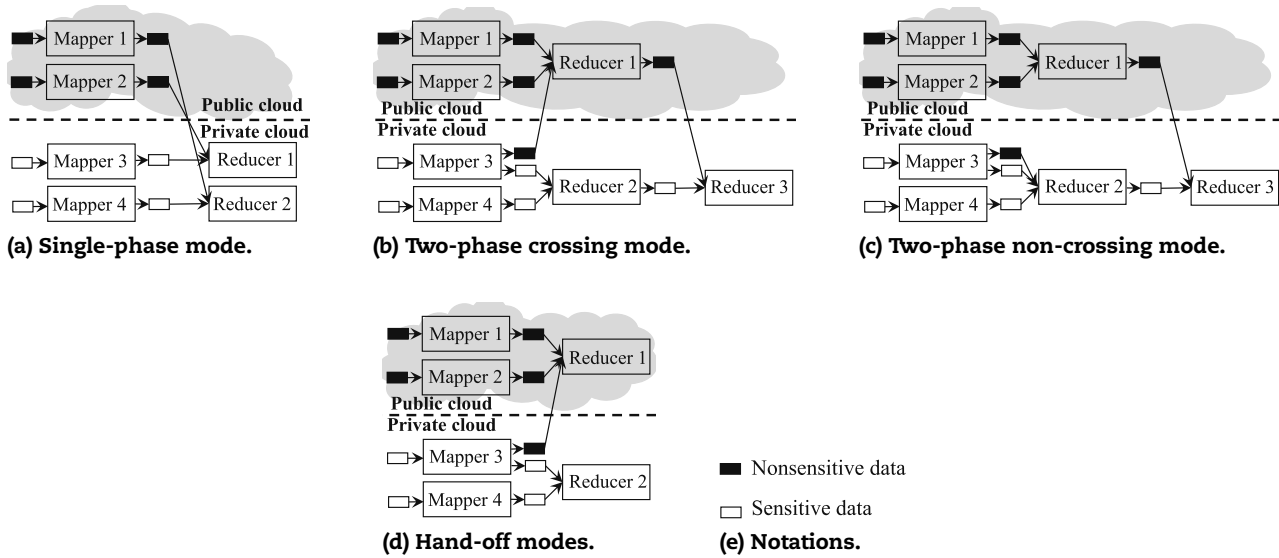 Mapper 1
Mapper 2
Public cloud
Private cloud
Mapper 3
Reducer 1
Mapper 4
Reducer 2
(a) Single-phase mode.
Mapper 1
Reducer 1
Mapper 2
Public cloud
Private cloud
Mapper 3
Reducer 2
Reducer 3
Mapper 4
(b) Two-phase crossing mode.
Mapper 1
Reducer 1
Mapper 2
Public cloud
Private cloud
Mapper 3
Reducer 2
Reducer 3
Mapper 4
(c) Two-phase non-crossing mode.
Mapper 1
Reducer 1
Mapper 2
Public cloud
Private cloud
Mapper 3
Reducer 2
Mapper 4
(d) Hand-off modes.
Nonsensitive data
Sensitive data
(e) Notations.